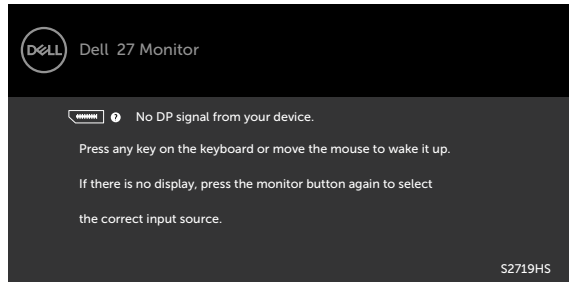 DELL
Dell 27 Monitor
? No DP signal from your device.
Press any key on the keyboard or move the mouse to wake it up.
If there is no display, press the monitor button again to select
the correct input source.
S2719HS